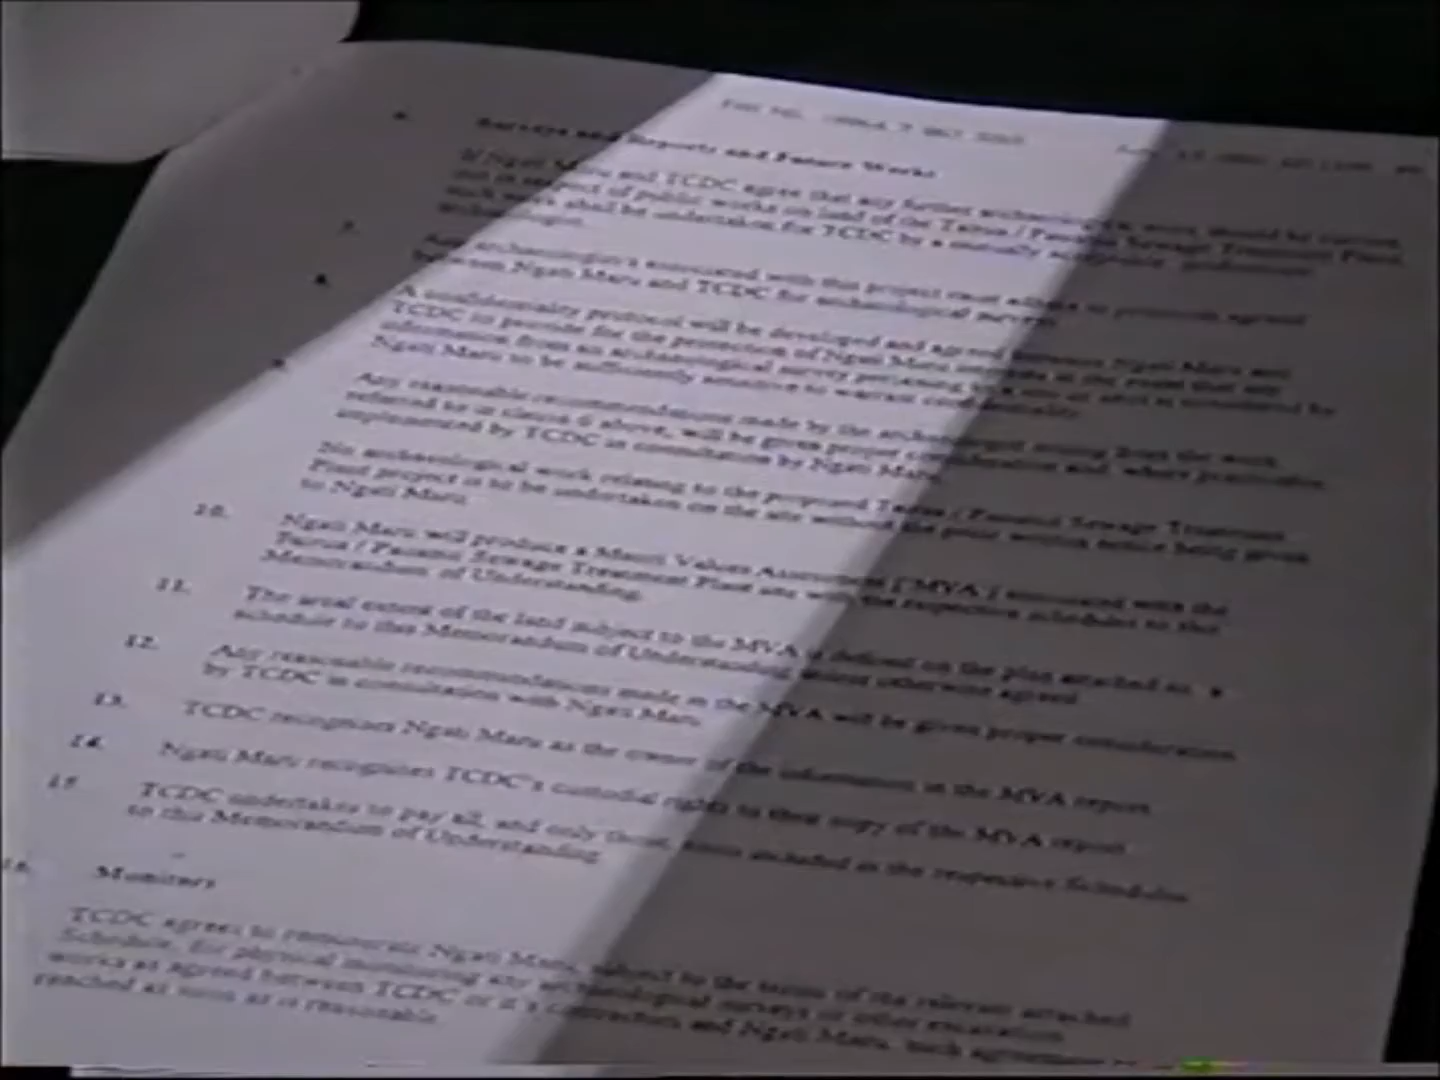 Surveys and Reports and Future Works
If Ngati Maru and TCDC agree that any further archaeological work should be carried
out in respect of public works on land of the Tairua / Pauanui Sewage Treatment Plant,
such work shall be undertaken for TCDC by a mutually acceptable professional
archaeologist.
7.
Any archaeologists associated with this project must adhere to protocols agreed
between Ngati Maru and TCDC for archaeological surveys.
A confidentiality protocol will be developed and agreed between Ngati Maru and
TCDC to provide for the protection of Ngati Maru interests in the event that any
information from an archaeological survey pertaining to a site or sites is considered by
Ngati Maru to be sufficiently sensitive to warrant confidentiality.
Any reasonable recommendations made by the archaeologist arising from the work
referred to in clause 6 above, will be given proper consideration and, where practicable,
implemented by TCDC in consultation by Ngati Maru.
No archaeological work relating to the proposed Tairua / Pauanui Sewage Treatment
Plant project is to be undertaken on the site without the prior written notice being given
to Ngati Maru.
10. Ngati Maru will produce a Maori Values Assessment ["MVA"] associated with the
Tairua / Pauanui Sewage Treatment Plant site with the respective schedules to this
Memorandum of Understanding.
11. The areal extent of the land subject to the MVA is defined on the plan attached as a
schedule to this Memorandum of Understanding unless otherwise agreed.
12. Any reasonable recommendations made in the MVA will be given proper consideration
by TCDC in consultation with Ngati Maru.
13. TCDC recognises Ngati Maru as the owner of the information in the MVA report.
14. Ngati Maru recognises TCDC's custodial rights to their copy of the MVA report.
15 TCDC undertakes to pay all, and only those, sums included in the respective Schedules
to this Memorandum of Understanding.
16. Monitors
TCDC agrees to remunerate Ngati Maru, subject to the terms of the relevant attached
Schedule, for physical monitoring any archaeological surveys or other excavation
works as agreed between TCDC or it's contractors and Ngati Maru. Such agreement
reached as soon as is reasonable.